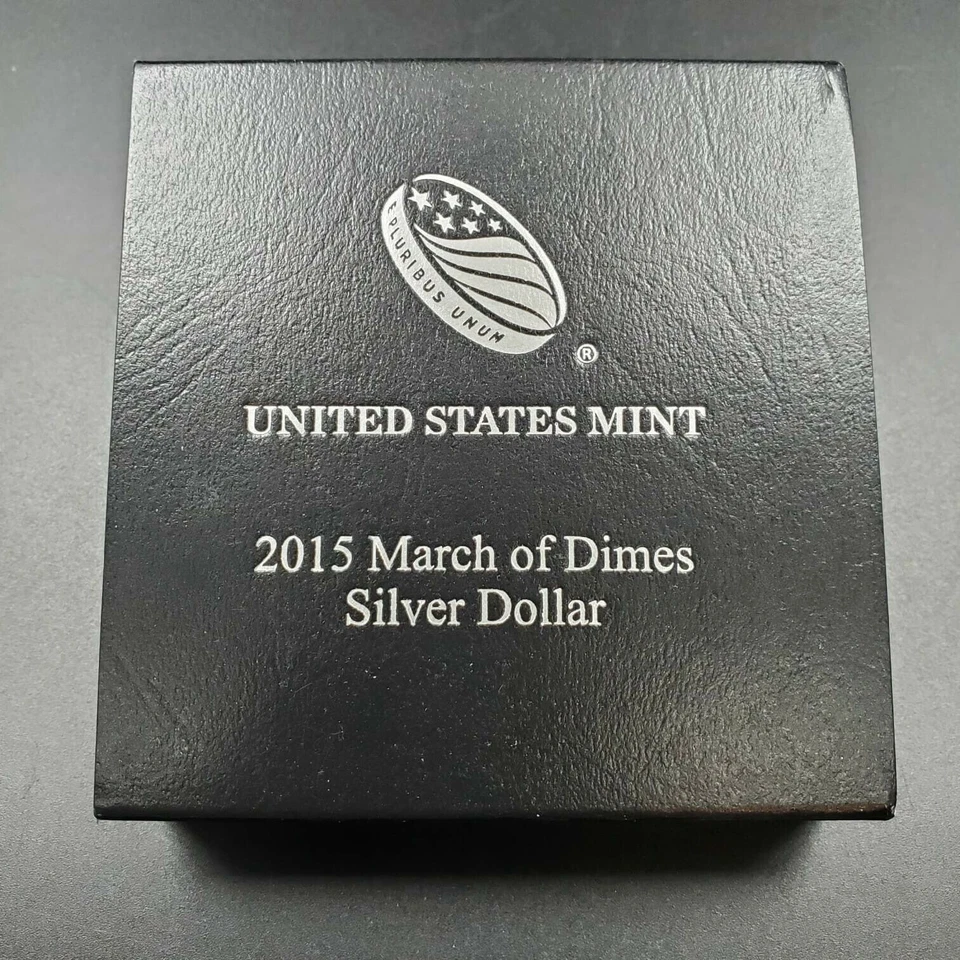 E PLURIBUS UNUM
®
UNITED STATES MINT
2015 March of Dimes
Silver Dollar